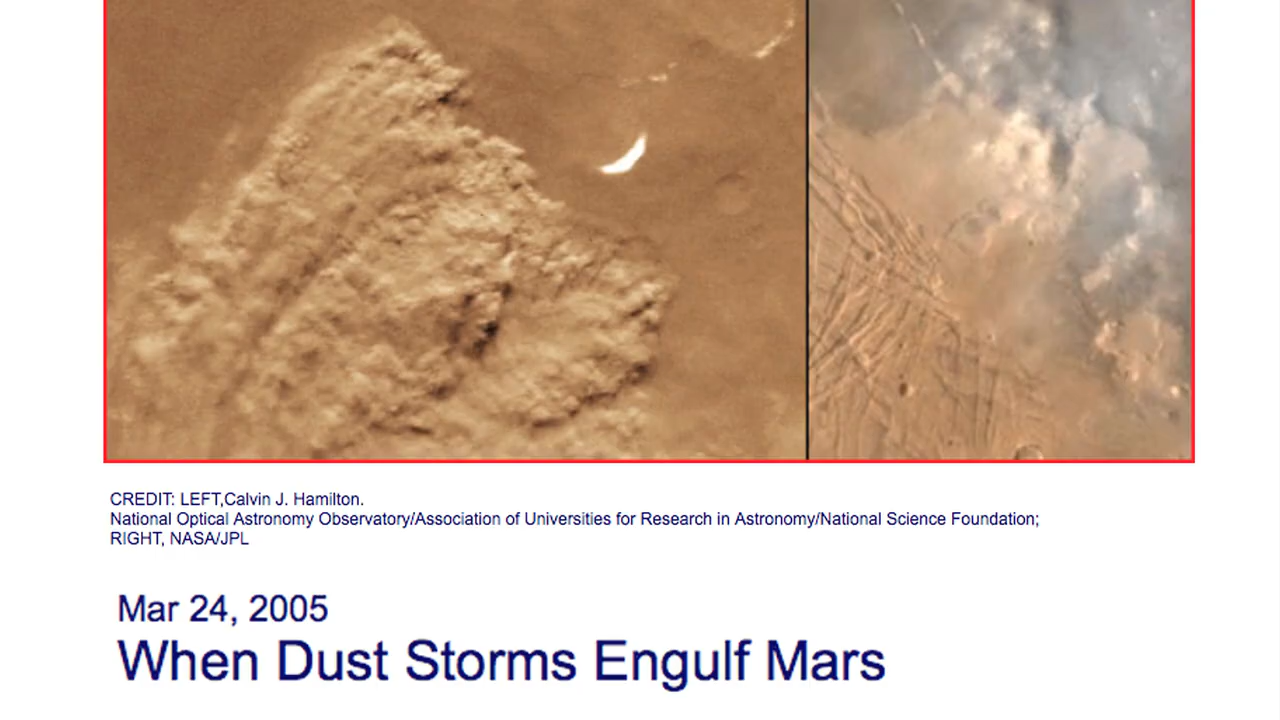 CREDIT: LEFT,Calvin J. Hamilton.
National Optical Astronomy Observatory/Association of Universities for Research in Astronomy/National Science Foundation;
RIGHT, NASA/JPL
Mar 24, 2005
When Dust Storms Engulf Mars